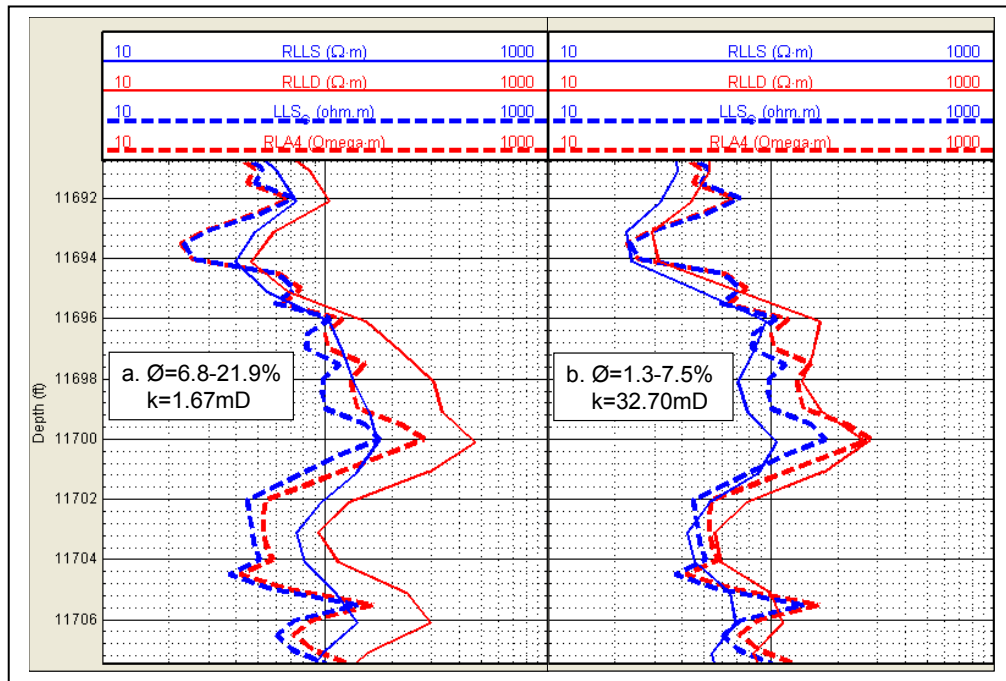 10 RLLS (Ω·m) 1000 10 RLLS (Ω·m) 1000
10 RLLD (Ω·m) 1000 10 RLLD (Ω·m) 1000
10 LLS_C (ohm.m) 1000 10 LLS_C (ohm.m) 1000
10 RLA4 (Omega·m) 1000 10 RLA4 (Omega·m) 1000
Depth (ft)
11692
11694
11696
11698
11700
11702
11704
11706
a. Ø=6.8-21.9%
k=1.67mD
b. Ø=1.3-7.5%
k=32.70mD